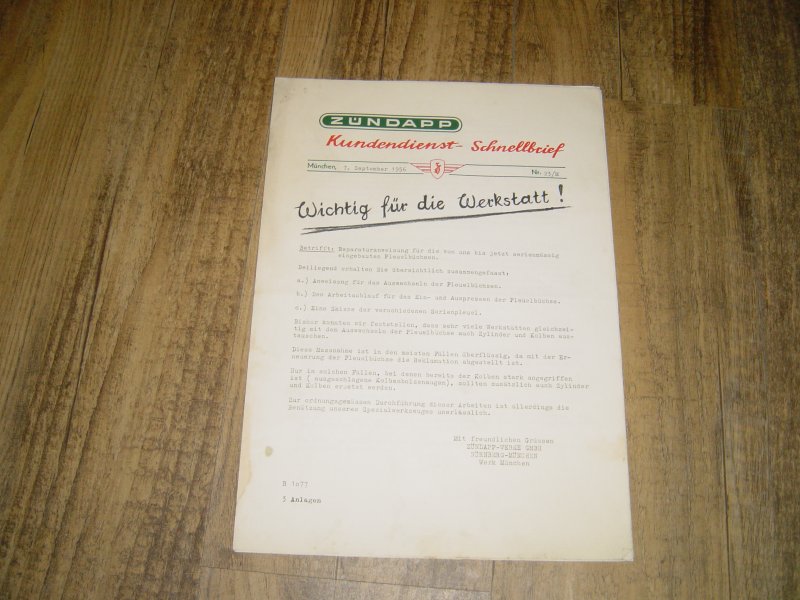 ZÜNDAPP
Kundendienst-Schnellbrief
München, 7. September 1956 Nr. 23/B
Wichtig für die Werkstatt!
Betrifft: Reparaturanweisung für die von uns bis jetzt serienmässig
eingebauten Pleuelbüchsen.
Beiliegend erhalten Sie übersichtlich zusammengefasst:
a.) Anweisung für das Auswechseln der Pleuelbüchsen.
b.) Den Arbeitsablauf für das Ein- und Auspressen der Pleuelbüchse.
c.) Eine Skizze der verschiedenen Serienpleuel.
Bisher konnten wir feststellen, dass sehr viele Werkstätten gleichzei-
tig mit dem Auswechseln der Pleuelbüchse auch Zylinder und Kolben aus-
tauschen.
Diese Massnahme ist in den meisten Fällen überflüssig, da mit der Er-
neuerung der Pleuelbüchse die Reklamation abgestellt ist.
Nur in solchen Fällen, bei denen bereits der Kolben stark angegriffen
ist ( ausgeschlagene Kolbenbolzenaugen), sollten zusätzlich auch Zylinder
und Kolben ersetzt werden.
Zur ordnungsgemässen Durchführung dieser Arbeiten ist allerdings die
Benützung unseres Spezialwerkzeuges unerlässlich.
Mit freundlichen Grüssen
ZÜNDAPP-WERKE GMBH
NÜRNBERG-MÜNCHEN
Werk München
B 1077
3 Anlagen